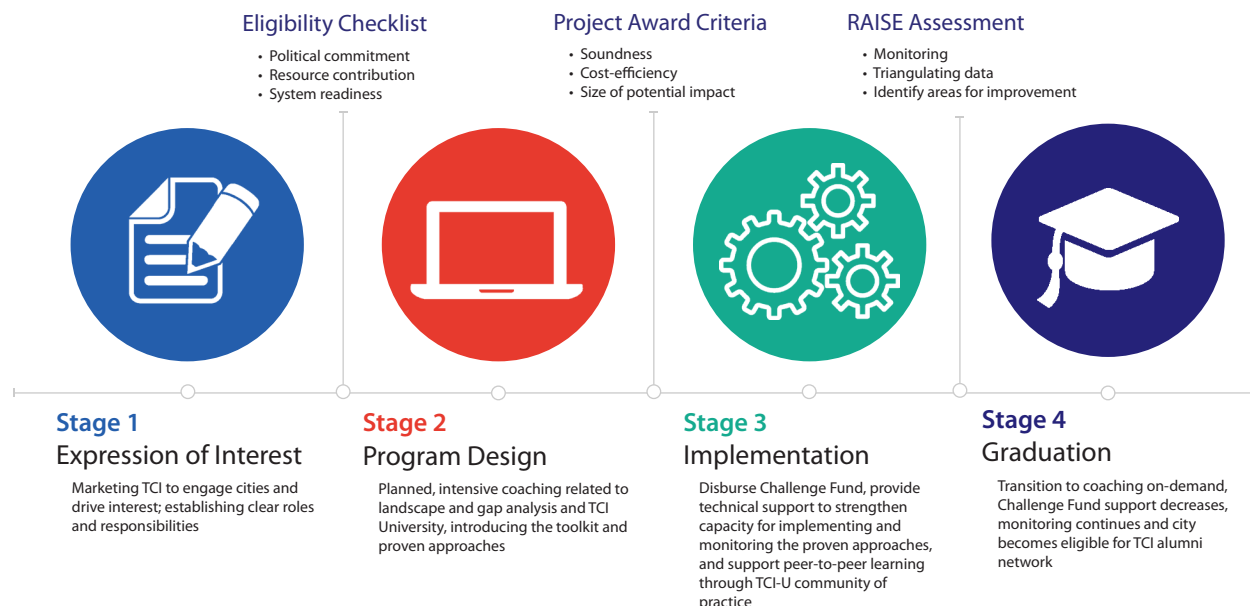 Eligibility Checklist
• Political commitment
• Resource contribution
• System readiness
Project Award Criteria
• Soundness
• Cost-efficiency
• Size of potential impact
RAISE Assessment
• Monitoring
• Triangulating data
• Identify areas for improvement
Stage 1
Expression of Interest
Marketing TCI to engage cities and
drive interest; establishing clear roles
and responsibilities
Stage 2
Program Design
Planned, intensive coaching related to
landscape and gap analysis and TCI
University, introducing the toolkit and
proven approaches
Stage 3
Implementation
Disburse Challenge Fund, provide
technical support to strengthen
capacity for implementing and
monitoring the proven approaches,
and support peer-to-peer learning
through TCI-U community of
practice
Stage 4
Graduation
Transition to coaching on-demand,
Challenge Fund support decreases,
monitoring continues and city
becomes eligible for TCI alumni
network